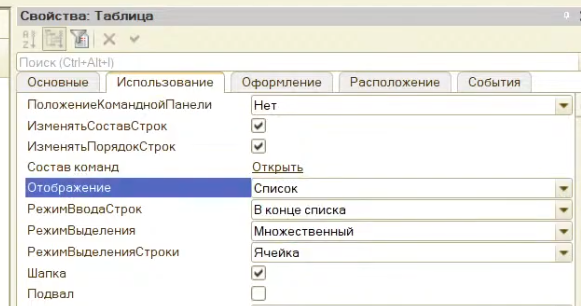 Свойства: Таблица
Поиск (Ctrl+Alt+I)
Основные Использование Оформление Расположение События
ПоложениеКоманднойПанели Нет
ИзменятьСоставСтрок
ИзменятьПорядокСтрок
Состав команд Открыть
Отображение Список
РежимВводаСтрок В конце списка
РежимВыделения Множественный
РежимВыделенияСтроки Ячейка
Шапка
Подвал